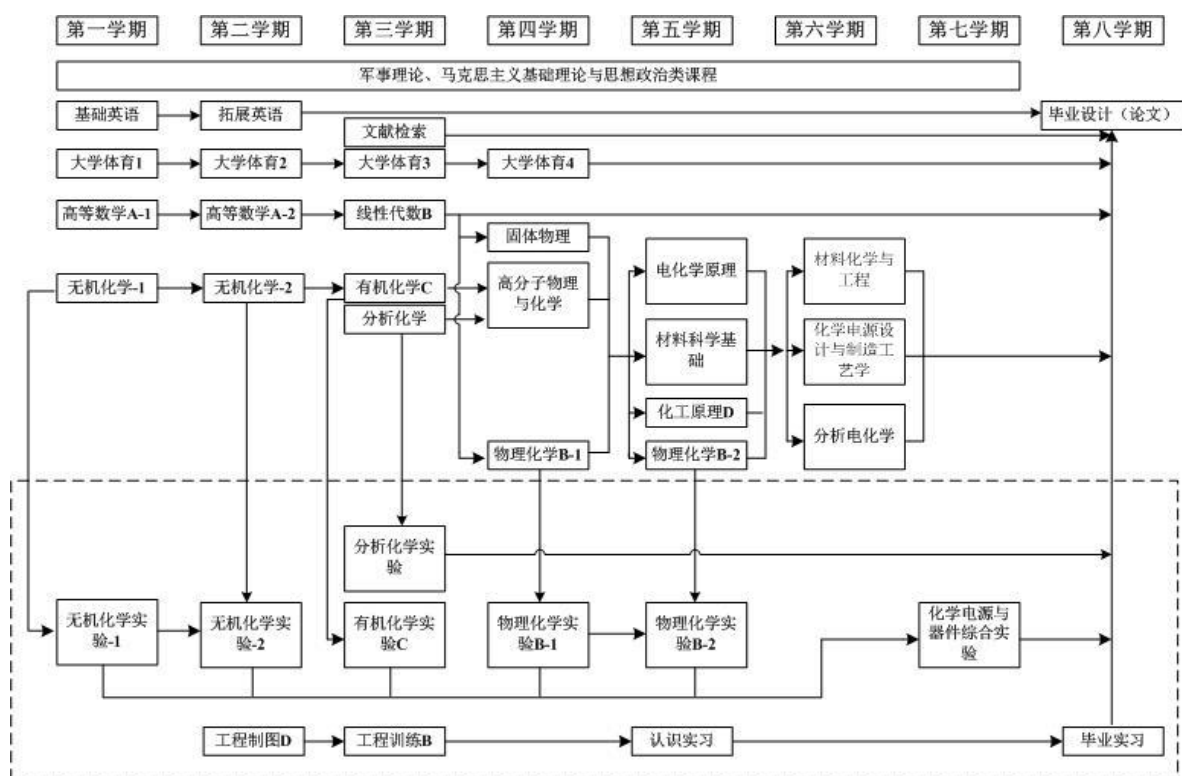 第一学期
第二学期
第三学期
第四学期
第五学期
第六学期
第七学期
第八学期
军事理论、马克思主义基础理论与思想政治类课程
基础英语
拓展英语
毕业设计（论文）
文献检索
大学体育1
大学体育2
大学体育3
大学体育4
高等数学A-1
高等数学A-2
线性代数B
固体物理
无机化学-1
无机化学-2
有机化学C
分析化学
高分子物理
与化学
电化学原理
材料化学与
工程
材料科学基
础
化学电源设
计与制造工
艺学
化工原理D
分析电化学
物理化学B-1
物理化学B-2
分析化学实
验
无机化学实
验-1
无机化学实
验-2
有机化学实
验C
物理化学实
验B-1
物理化学实
验B-2
化学电源与
器件综合实
验
工程制图D
工程训练B
认识实习
毕业实习